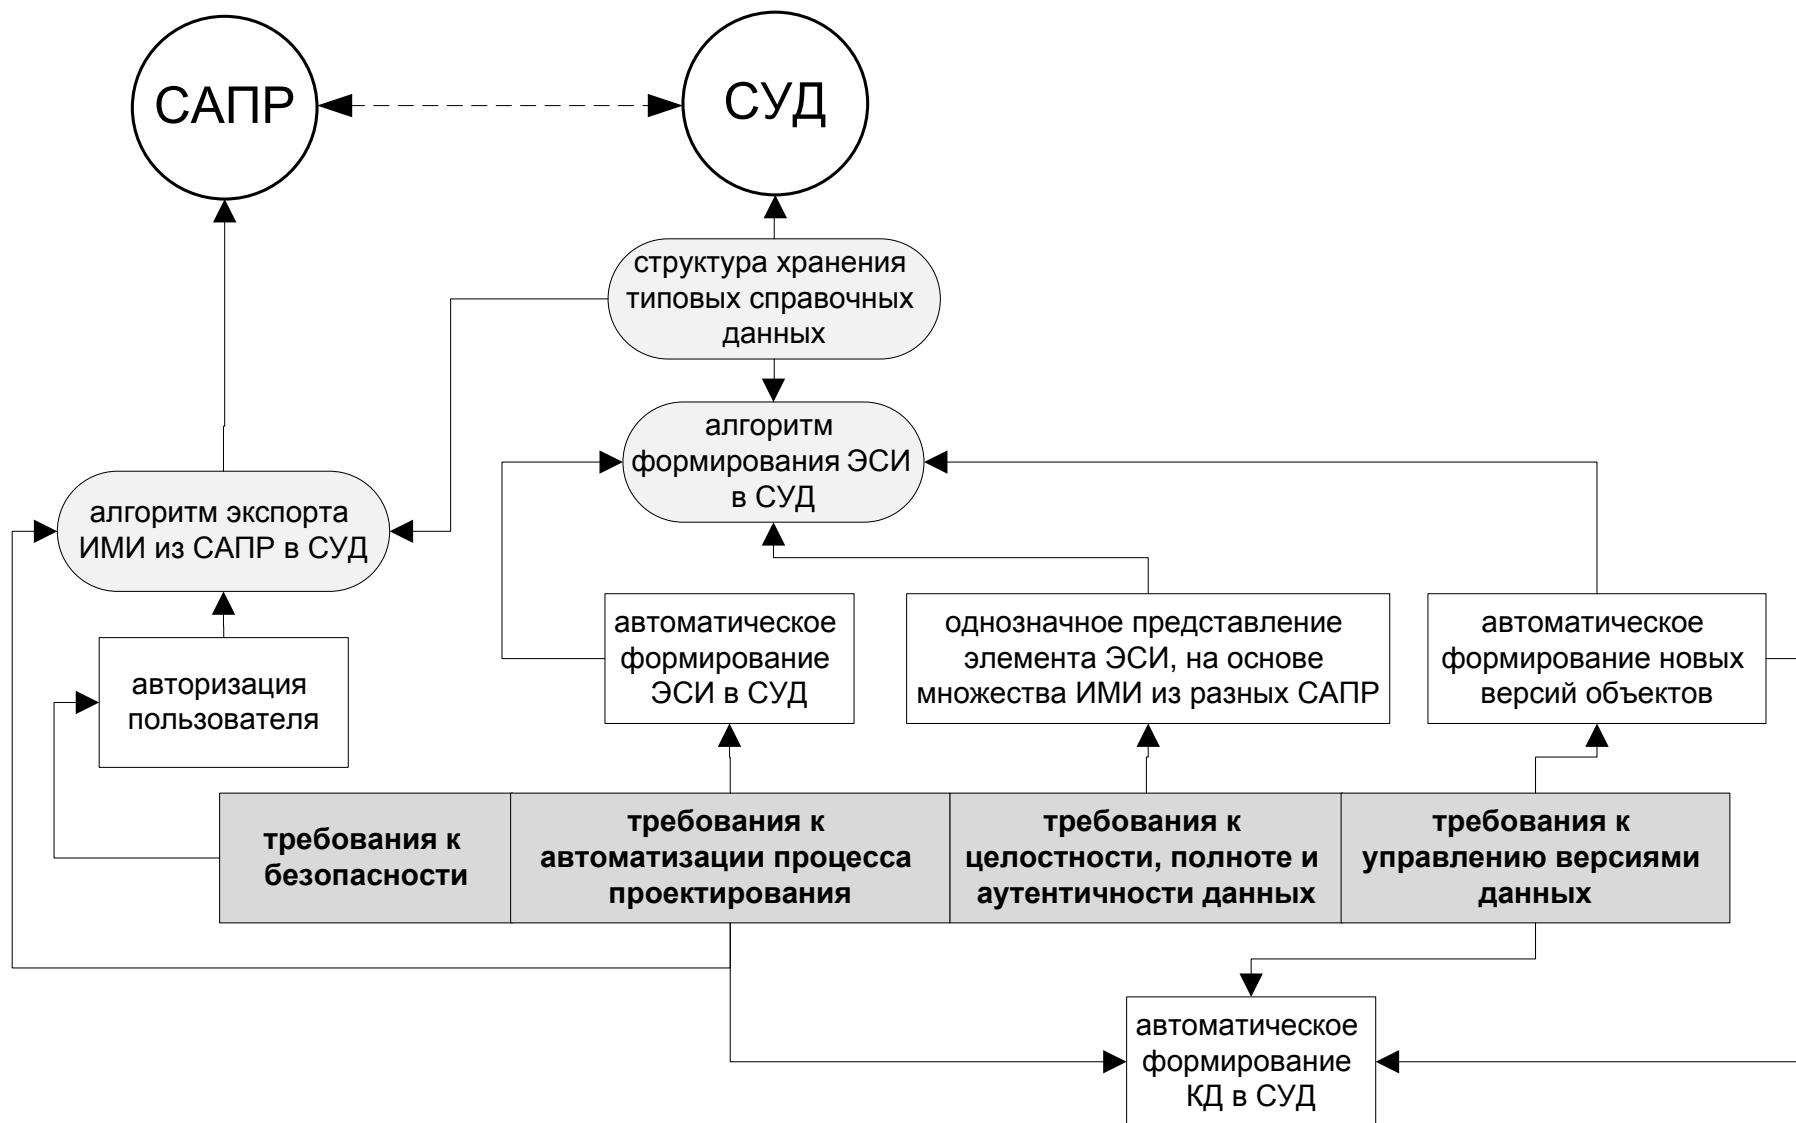 САПР
СУД
структура хранения
типовых справочных
данных
алгоритм
формирования ЭСИ
в СУД
алгоритм экспорта
ИМИ из САПР в СУД
автоматическое
формирование
ЭСИ в СУД
однозначное представление
элемента ЭСИ, на основе
множества ИМИ из разных САПР
автоматическое
формирование новых
версий объектов
авторизация
пользователя
требования к
безопасности
требования к
автоматизации процесса
проектирования
требования к
целостности, полноте и
аутентичности данных
требования к
управлению версиями
данных
автоматическое
формирование
КД в СУД